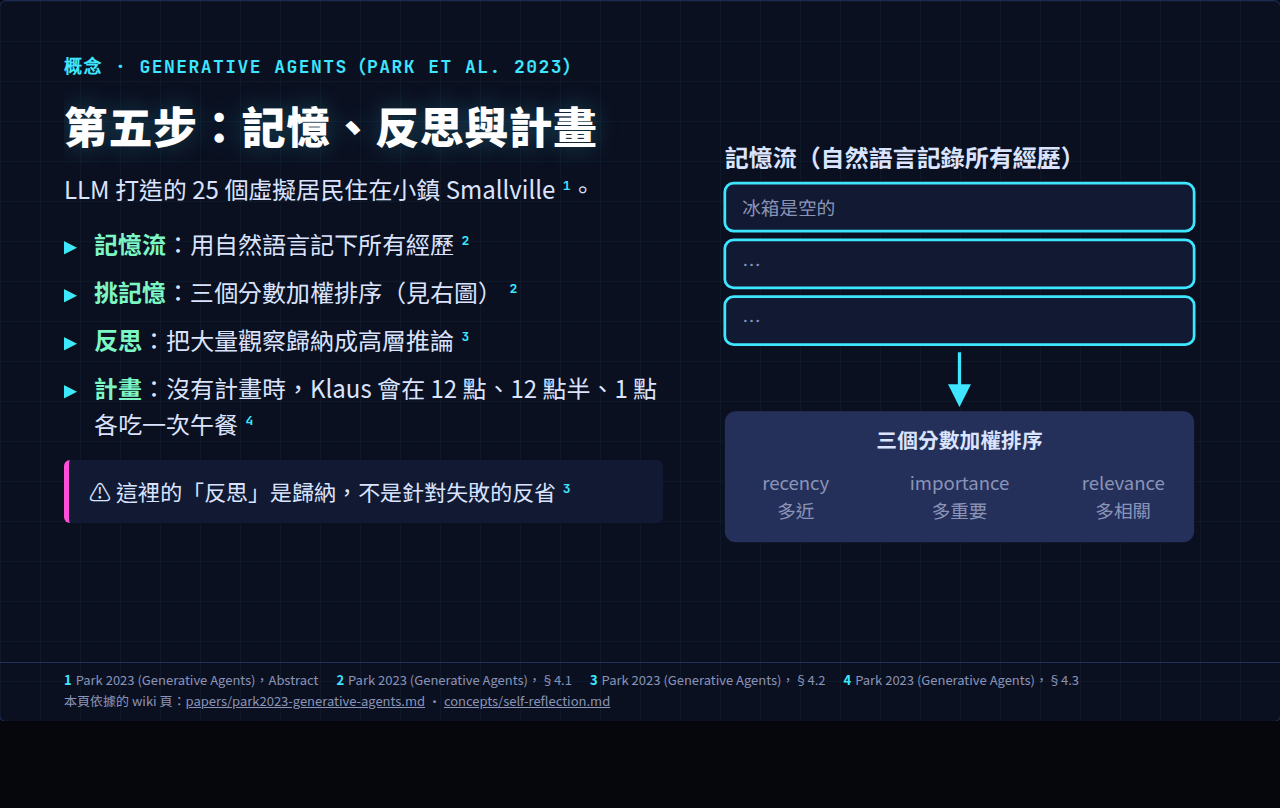 概念 · GENERATIVE AGENTS（PARK ET AL. 2023）
第五步：記憶、反思與計畫
LLM 打造的 25 個虛擬居民住在小鎮 Smallville 1。
▶ 記憶流：用自然語言記下所有經歷 2
▶ 挑記憶：三個分數加權排序（見右圖） 2
▶ 反思：把大量觀察歸納成高層推論 3
▶ 計畫：沒有計畫時，Klaus 會在 12 點、12 點半、1 點
各吃一次午餐 4
⚠ 這裡的「反思」是歸納，不是針對失敗的反省 3
記憶流（自然語言記錄所有經歷）
冰箱是空的
…
…
三個分數加權排序
recency importance relevance
多近 多重要 多相關
1 Park 2023 (Generative Agents)，Abstract 2 Park 2023 (Generative Agents)，§4.1 3 Park 2023 (Generative Agents)，§4.2 4 Park 2023 (Generative Agents)，§4.3
本頁依據的 wiki 頁：papers/park2023-generative-agents.md · concepts/self-reflection.md